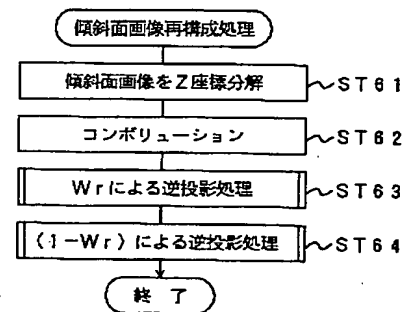 傾斜面画像再構成処理
傾斜面画像をZ座標分解
ST61
コンボリューション
ST62
Wrによる逆投影処理
ST63
(1-Wr)による逆投影処理
ST64
終 了